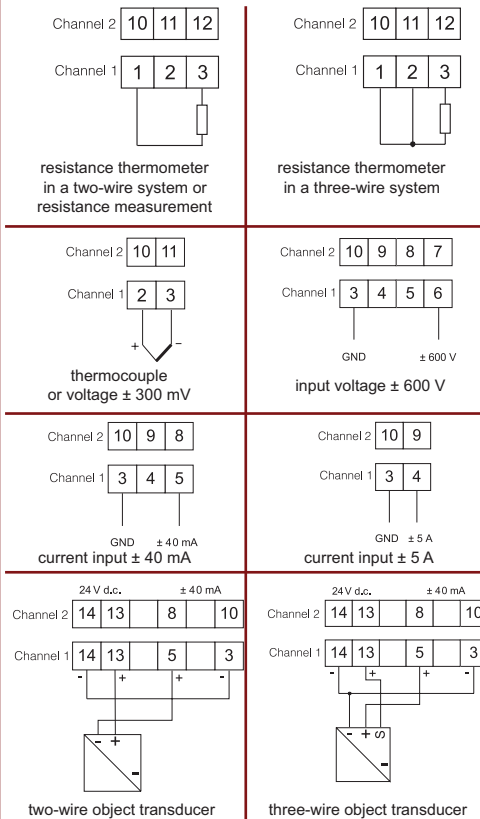 Channel 2 10 11 12
Channel 1 1 2 3
resistance thermometer
in a two-wire system or
resistance measurement
Channel 2 10 11 12
Channel 1 1 2 3
resistance thermometer
in a three-wire system
Channel 2 10 11
Channel 1 2 3
+ -
thermocouple
or voltage ± 300 mV
Channel 2 10 9 8 7
Channel 1 3 4 5 6
GND ± 600 V
input voltage ± 600 V
Channel 2 10 9 8
Channel 1 3 4 5
GND ± 40 mA
current input ± 40 mA
Channel 2 10 9
Channel 1 3 4
GND ± 5 A
current input ± 5 A
24 V d.c. ± 40 mA
Channel 2 14 13 8 10
Channel 1 14 13 5 3
- + + -
- +
two-wire object transducer
24 V d.c. ± 40 mA
Channel 2 14 13 8 10
Channel 1 14 13 5 3
- + + -
- + S
three-wire object transducer